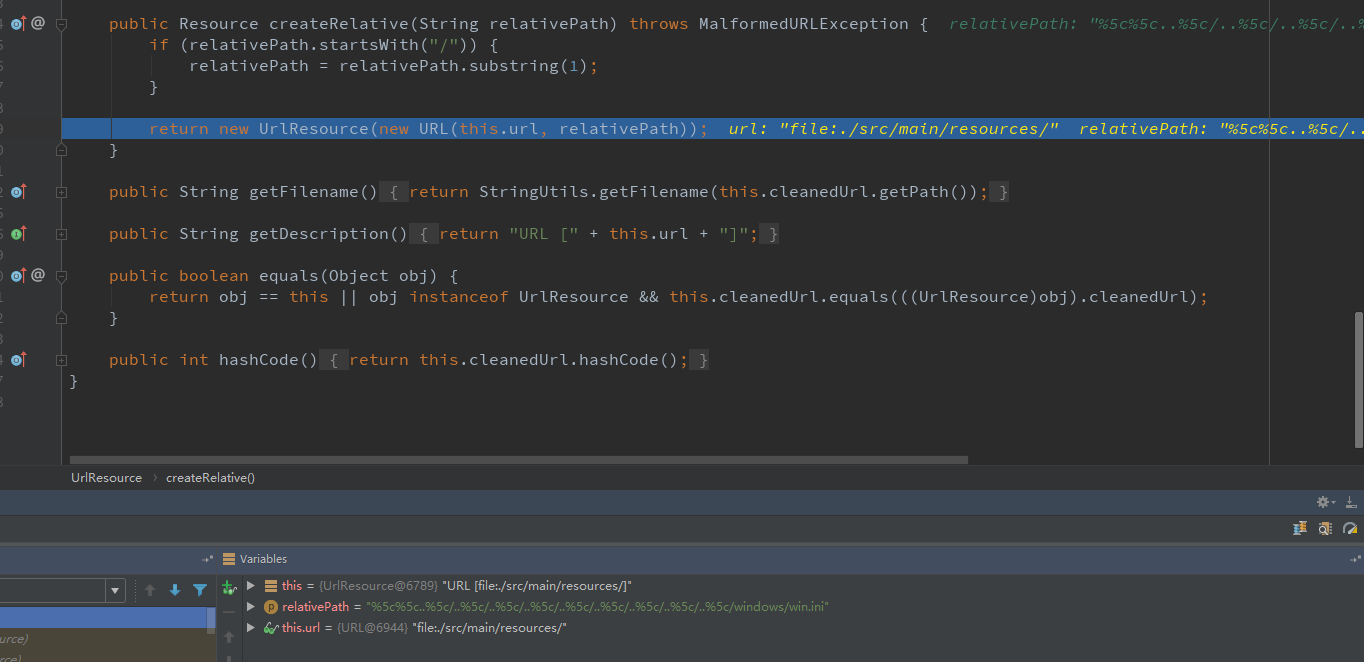 public Resource createRelative(String relativePath) throws MalformedURLException {  relativePath: "%5c%5c..%5c/..%5c/..%5c/..%
if (relativePath.startsWith("/")) {
relativePath = relativePath.substring(1);
}
return new UrlResource(new URL(this.url, relativePath));  url: "file:./src/main/resources/"  relativePath: "%5c%5c..%5c/..
}
public String getFilename() { return StringUtils.getFilename(this.cleanedUrl.getPath()); }
public String getDescription() { return "URL [" + this.url + "]"; }
public boolean equals(Object obj) {
return obj == this || obj instanceof UrlResource && this.cleanedUrl.equals(((UrlResource)obj).cleanedUrl);
}
public int hashCode() { return this.cleanedUrl.hashCode(); }
}
UrlResource › createRelative()
Variables
this = {UrlResource@6789} "URL [file:./src/main/resources/]"
relativePath = "%5c%5c..%5c/..%5c/..%5c/..%5c/..%5c/..%5c/..%5c/..%5c/..%5c/windows/win.ini"
this.url = {URL@6944} "file:./src/main/resources/"
urce)